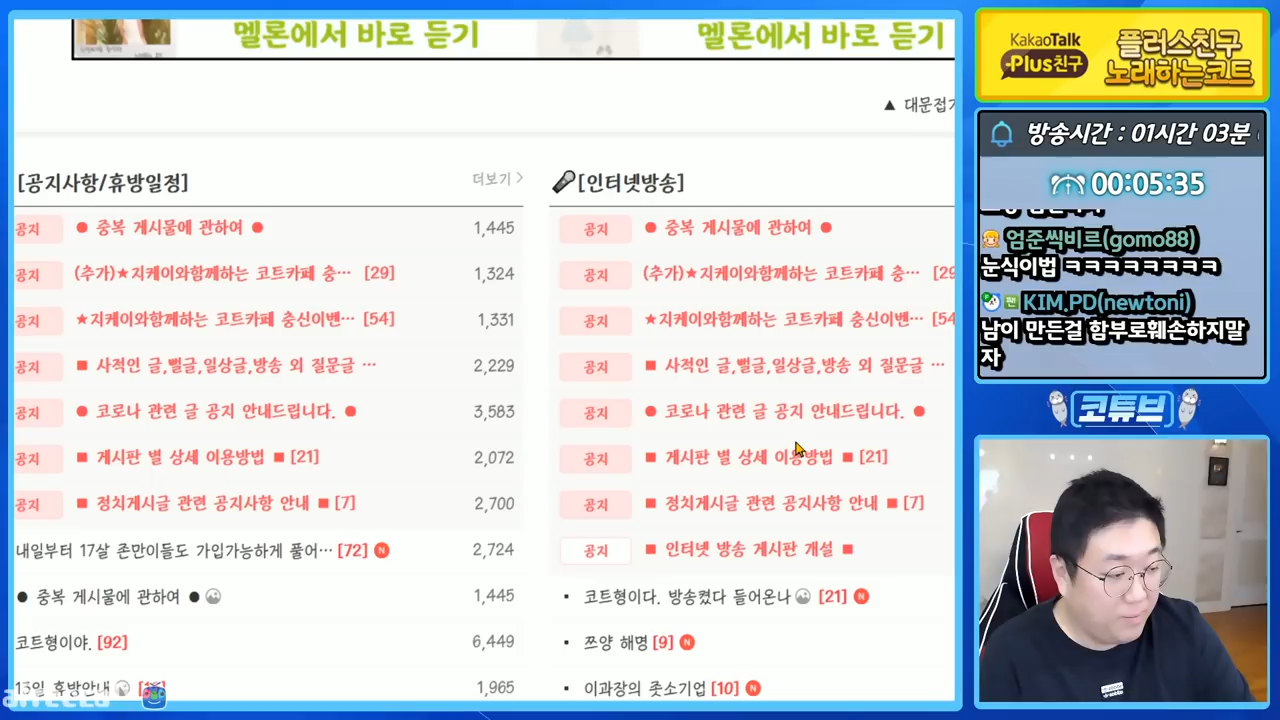 멜론에서 바로 듣기
멜론에서 바로 듣기
▲ 대문접기
[공지사항/휴방일정]
더보기 >
공지 ● 중복 게시물에 관하여 ● 1,445
공지 (추가)★지케이와함께하는 코트카페 충… [29] 1,324
공지 ★지케이와함께하는 코트카페 충신이벤… [54] 1,331
공지 ■ 사적인 글,뻘글,일상글,방송 외 질문글 … 2,229
공지 ● 코로나 관련 글 공지 안내드립니다. ● 3,583
공지 ■ 게시판 별 상세 이용방법 ■ [21] 2,072
공지 ■ 정치게시글 관련 공지사항 안내 ■ [7] 2,700
내일부터 17살 존만이들도 가입가능하게 풀어… [72] N 2,724
● 중복 게시물에 관하여 ● 1,445
코트형이야. [92] 6,449
휴방안내 1,965
[인터넷방송]
공지 ● 중복 게시물에 관하여 ●
공지 (추가)★지케이와함께하는 코트카페 충… [29
공지 ★지케이와함께하는 코트카페 충신이벤… [54
공지 ■ 사적인 글,뻘글,일상글,방송 외 질문글 …
공지 ● 코로나 관련 글 공지 안내드립니다. ●
공지 ■ 게시판 별 상세 이용방법 ■ [21]
공지 ■ 정치게시글 관련 공지사항 안내 ■ [7]
공지 ■ 인터넷 방송 게시판 개설 ■
· 코트형이다. 방송켰다 들어온나 [21] N
· 쯔양 해명 [9] N
· 이과장의 좃소기업 [10] N
KakaoTalk
Plus친구
플러스친구
노래하는코트
방송시간 : 01시간 03분
00:05:35
엄준씩비르(gomo88)
눈식이법 ㅋㅋㅋㅋㅋㅋㅋㅋ
팬 KIM,PD(newtoni)
남이 만든걸 함부로훼손하지말
자
코튜브